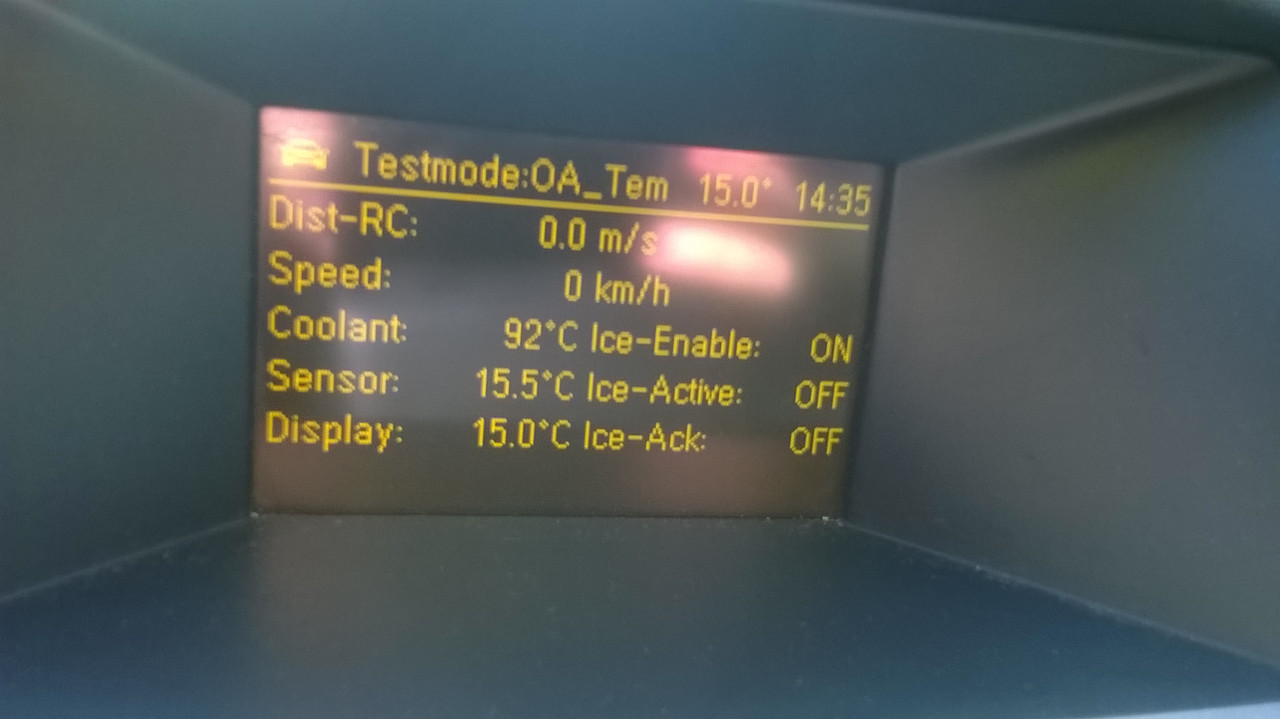 Testmode:OA_Tem 15.0° 14:35
Dist-RC: 0.0 m/s
Speed: 0 km/h
Coolant: 92°C Ice-Enable: ON
Sensor: 15.5°C Ice-Active: OFF
Display: 15.0°C Ice-Ack: OFF